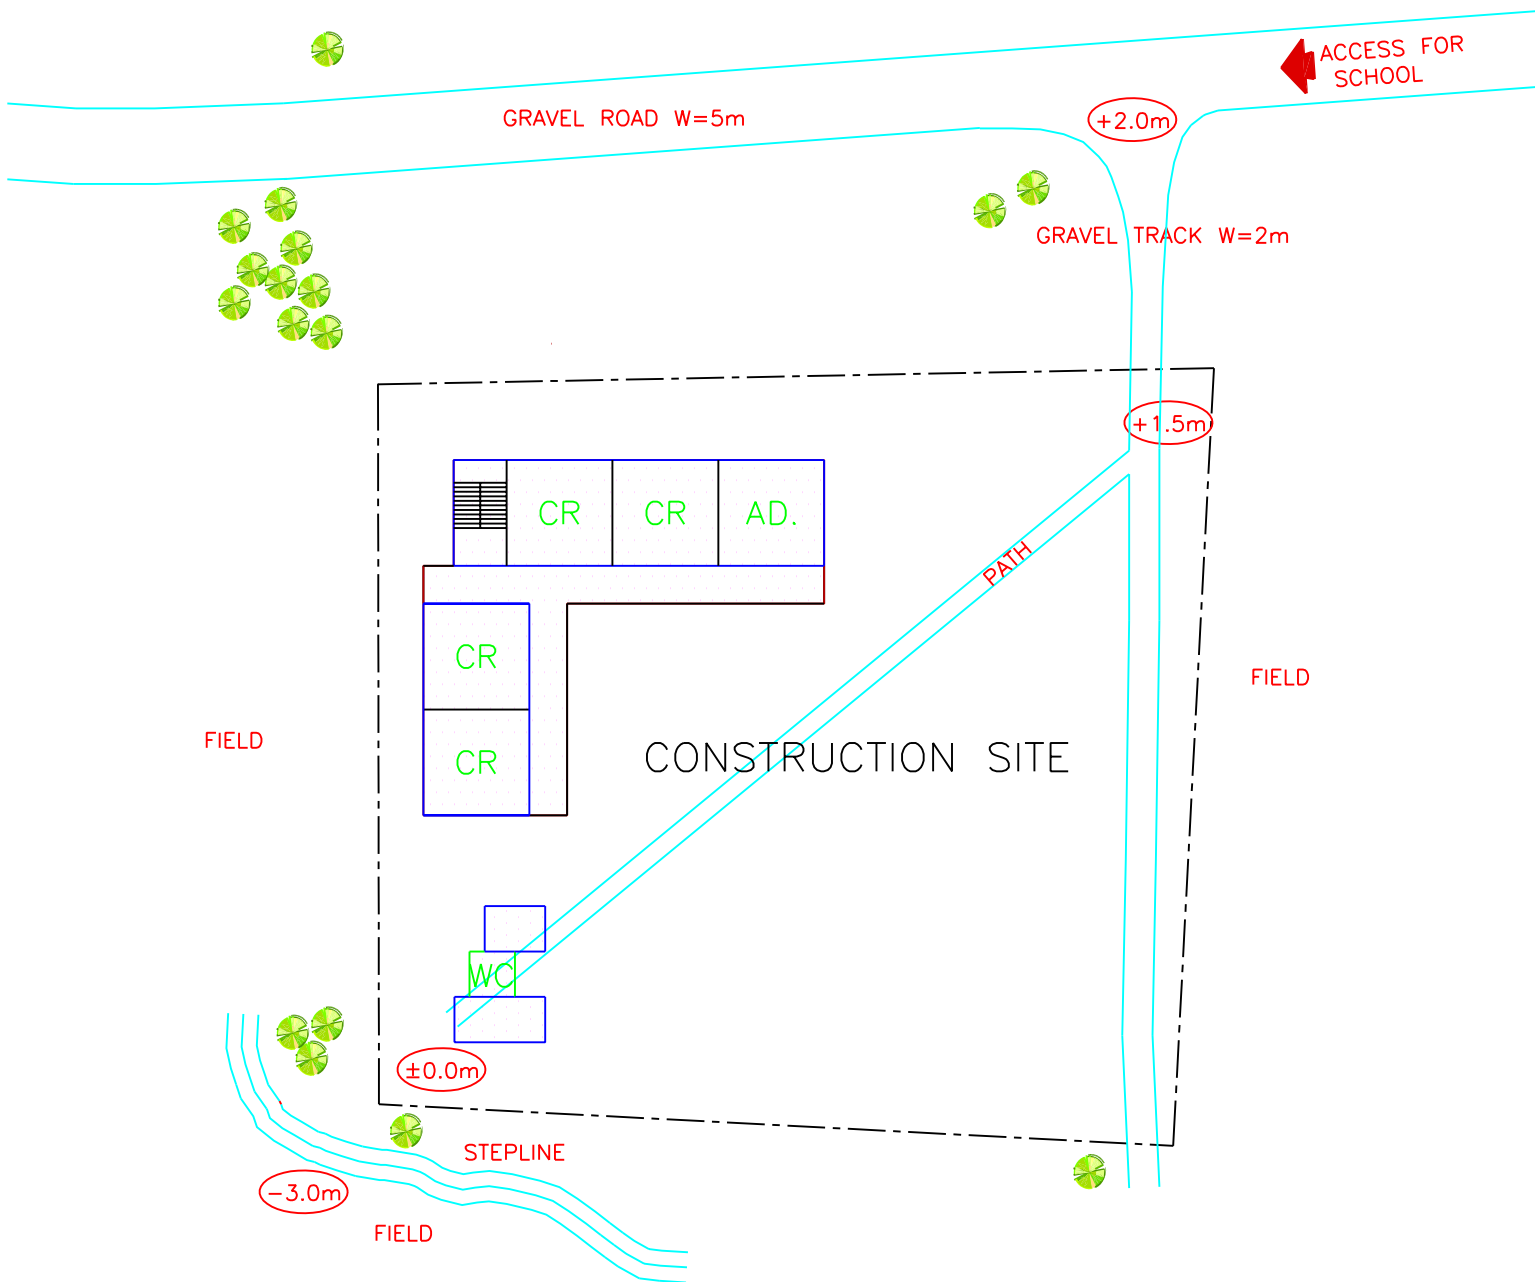 ACCESS FOR
SCHOOL
GRAVEL ROAD W=5m
+2.0m
GRAVEL TRACK W=2m
+1.5m
CR
CR
AD.
PATH
CR
FIELD
FIELD
CONSTRUCTION SITE
CR
WC
±0.0m
STEPLINE
-3.0m
FIELD